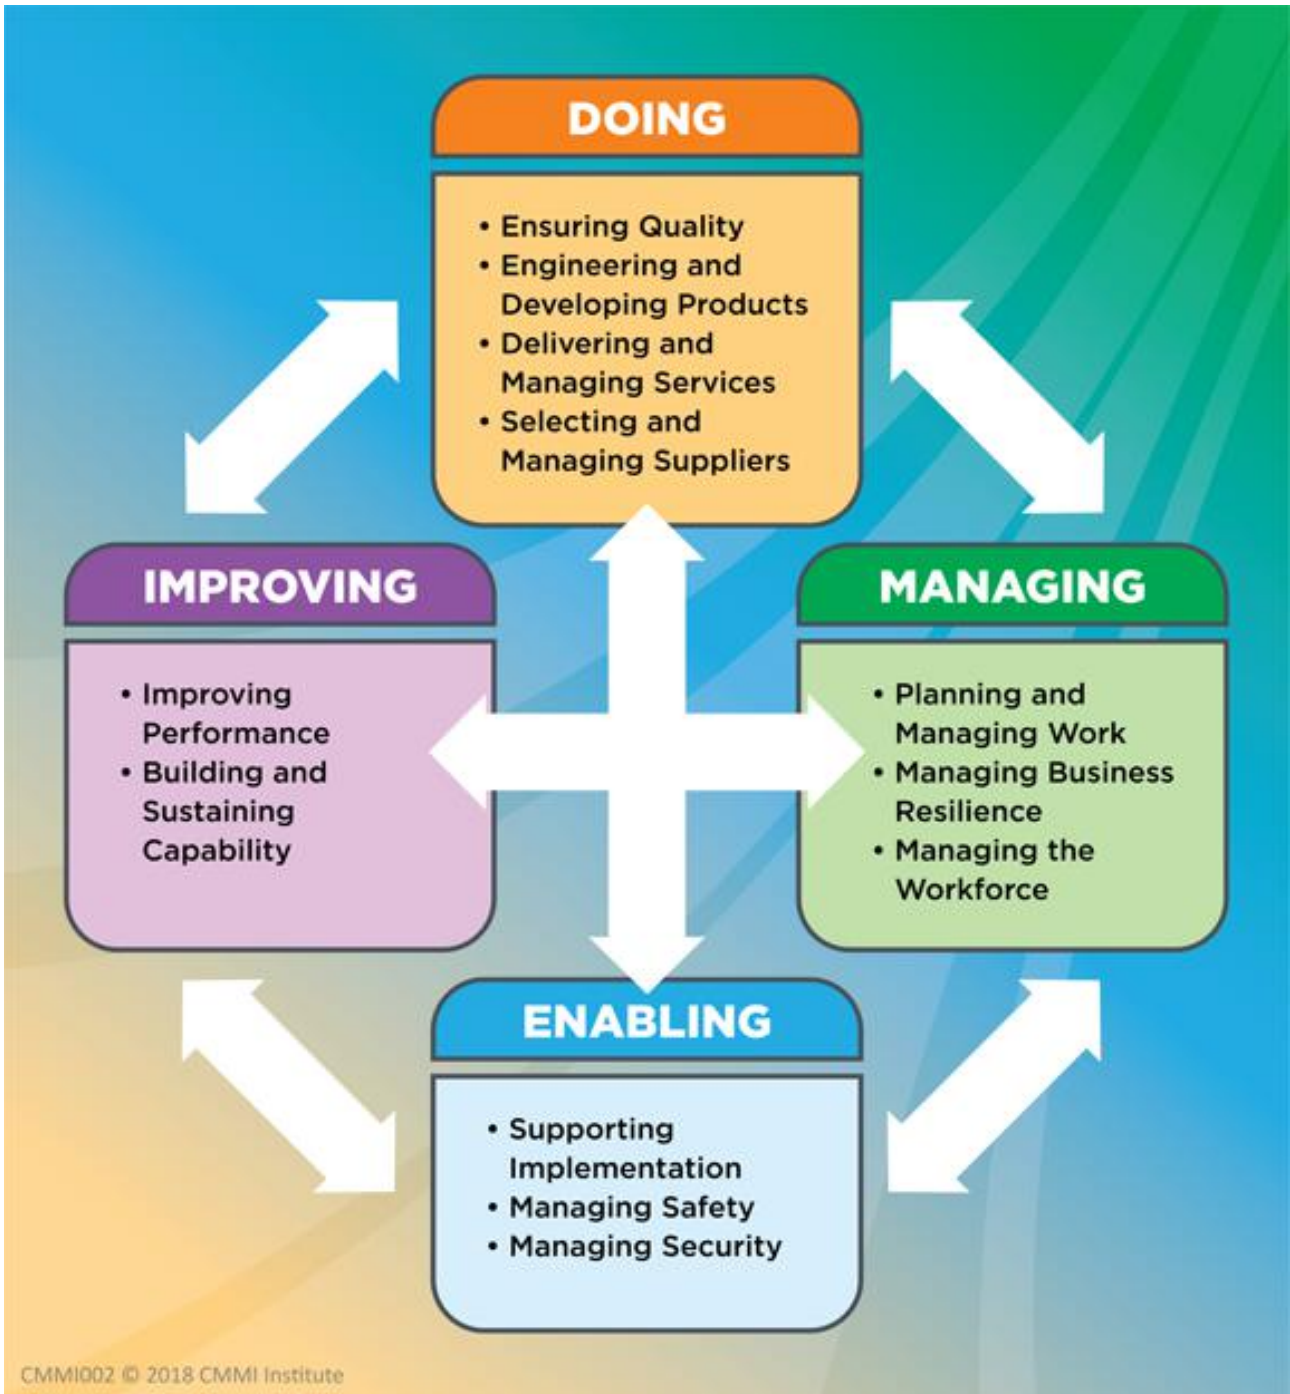 DOING
• Ensuring Quality
• Engineering and
Developing Products
• Delivering and
Managing Services
• Selecting and
Managing Suppliers
IMPROVING
• Improving
Performance
• Building and
Sustaining
Capability
MANAGING
• Planning and
Managing Work
• Managing Business
Resilience
• Managing the
Workforce
ENABLING
• Supporting
Implementation
• Managing Safety
• Managing Security
CMMI002 © 2018 CMMI Institute